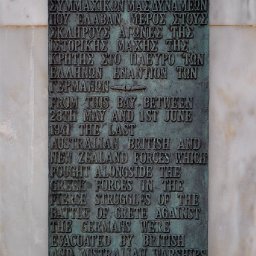 ΣΥΜΜΑΧΙΚΩΝ ΜΑΣ ΔΥΝΑΜΕΩΝ
ΠΟΥ ΕΛΑΒΑΝ ΜΕΡΟΣ ΣΤΟΥΣ
ΣΚΛΗΡΟΥΣ ΑΓΩΝΕΣ ΤΗΣ
ΙΣΤΟΡΙΚΗΣ ΜΑΧΗΣ ΤΗΣ
ΚΡΗΤΗΣ ΣΤΟ ΠΛΕΥΡΟ ΤΩΝ
ΕΛΛΗΝΩΝ ΕΝΑΝΤΙΟΝ ΤΩΝ
ΓΕΡΜΑΝΩΝ
FROM THIS BAY BETWEEN
28TH MAY AND 1ST JUNE
1941 THE LAST
AUSTRALIAN BRITISH AND
NEW ZEALAND FORCES WHICH
FOUGHT ALONGSIDE THE
GREEK FORCES IN THE
FIERCE STRUGGLES OF THE
BATTLE OF CRETE AGAINST
THE GERMANS WERE
EVACUATED BY BRITISH
AND AUSTRALIAN WARSHIPS